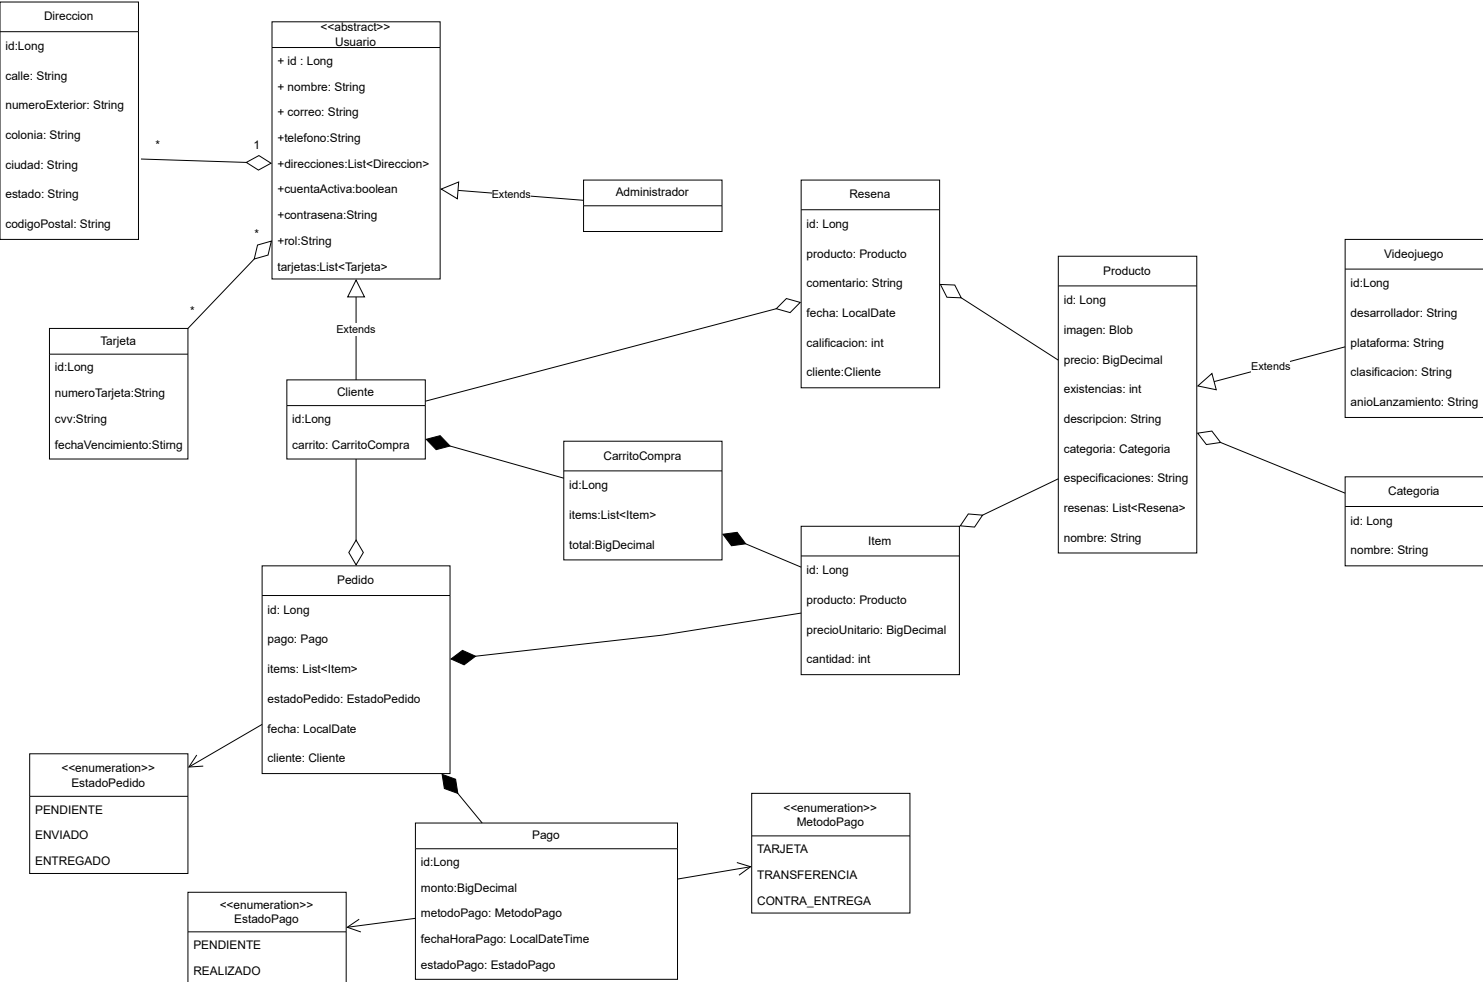 Direccion
id:Long
calle: String
numeroExterior: String
colonia: String
ciudad: String
estado: String
codigoPostal: String
*
1
<<abstract>>
Usuario
+ id : Long
+ nombre: String
+ correo: String
+telefono:String
+direcciones:List<Direccion>
+cuentaActiva:boolean
+contrasena:String
+rol:String
tarjetas:List<Tarjeta>
*
*
Extends
Administrador
Tarjeta
id:Long
numeroTarjeta:String
cvv:String
fechaVencimiento:Stirng
Extends
Cliente
id:Long
carrito: CarritoCompra
Resena
id: Long
producto: Producto
comentario: String
fecha: LocalDate
calificacion: int
cliente:Cliente
Producto
id: Long
imagen: Blob
precio: BigDecimal
existencias: int
descripcion: String
categoria: Categoria
especificaciones: String
resenas: List<Resena>
nombre: String
Extends
Videojuego
id:Long
desarrollador: String
plataforma: String
clasificacion: String
anioLanzamiento: String
Categoria
id: Long
nombre: String
CarritoCompra
id:Long
items:List<Item>
total:BigDecimal
Item
id: Long
producto: Producto
precioUnitario: BigDecimal
cantidad: int
Pedido
id: Long
pago: Pago
items: List<Item>
estadoPedido: EstadoPedido
fecha: LocalDate
cliente: Cliente
<<enumeration>>
EstadoPedido
PENDIENTE
ENVIADO
ENTREGADO
Pago
id:Long
monto:BigDecimal
metodoPago: MetodoPago
fechaHoraPago: LocalDateTime
estadoPago: EstadoPago
<<enumeration>>
MetodoPago
TARJETA
TRANSFERENCIA
CONTRA_ENTREGA
<<enumeration>>
EstadoPago
PENDIENTE
REALIZADO